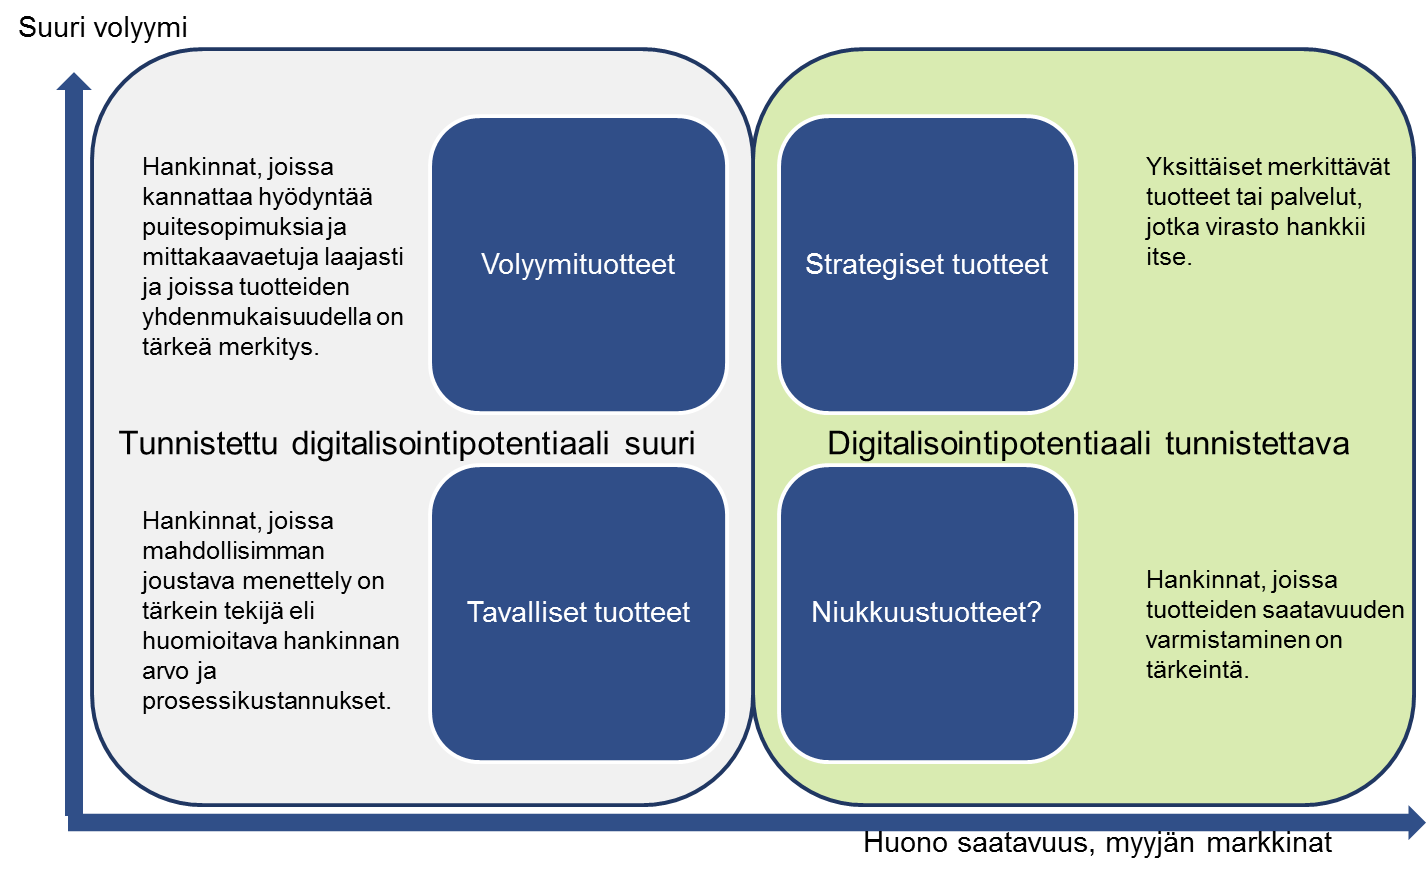 Suuri volyymi
Hankinnat, joissa
kannattaa hyödyntää
puitesopimuksia ja
mittakaavaetuja laajasti
ja joissa tuotteiden
yhdenmukaisuudella on
tärkeä merkitys.
Volyymituotteet
Strategiset tuotteet
Yksittäiset merkittävät
tuotteet tai palvelut,
jotka virasto hankkii
itse.
Tunnistettu digitalisointipotentiaali suuri
Digitalisointipotentiaali tunnistettava
Hankinnat, joissa
mahdollisimman
joustava menettely on
tärkein tekijä eli
huomioitava hankinnan
arvo ja
prosessikustannukset.
Tavalliset tuotteet
Niukkuustuotteet?
Hankinnat, joissa
tuotteiden saatavuuden
varmistaminen on
tärkeintä.
Huono saatavuus, myyjän markkinat